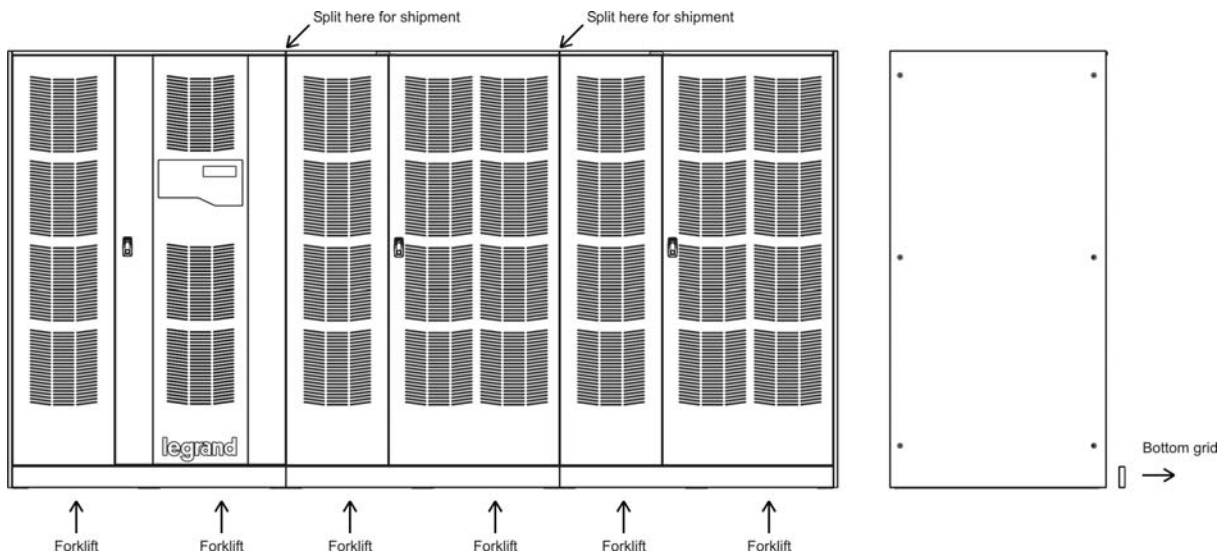 Split here for shipment
Split here for shipment
legrand
Bottom grid
Forklift
Forklift
Forklift
Forklift
Forklift
Forklift